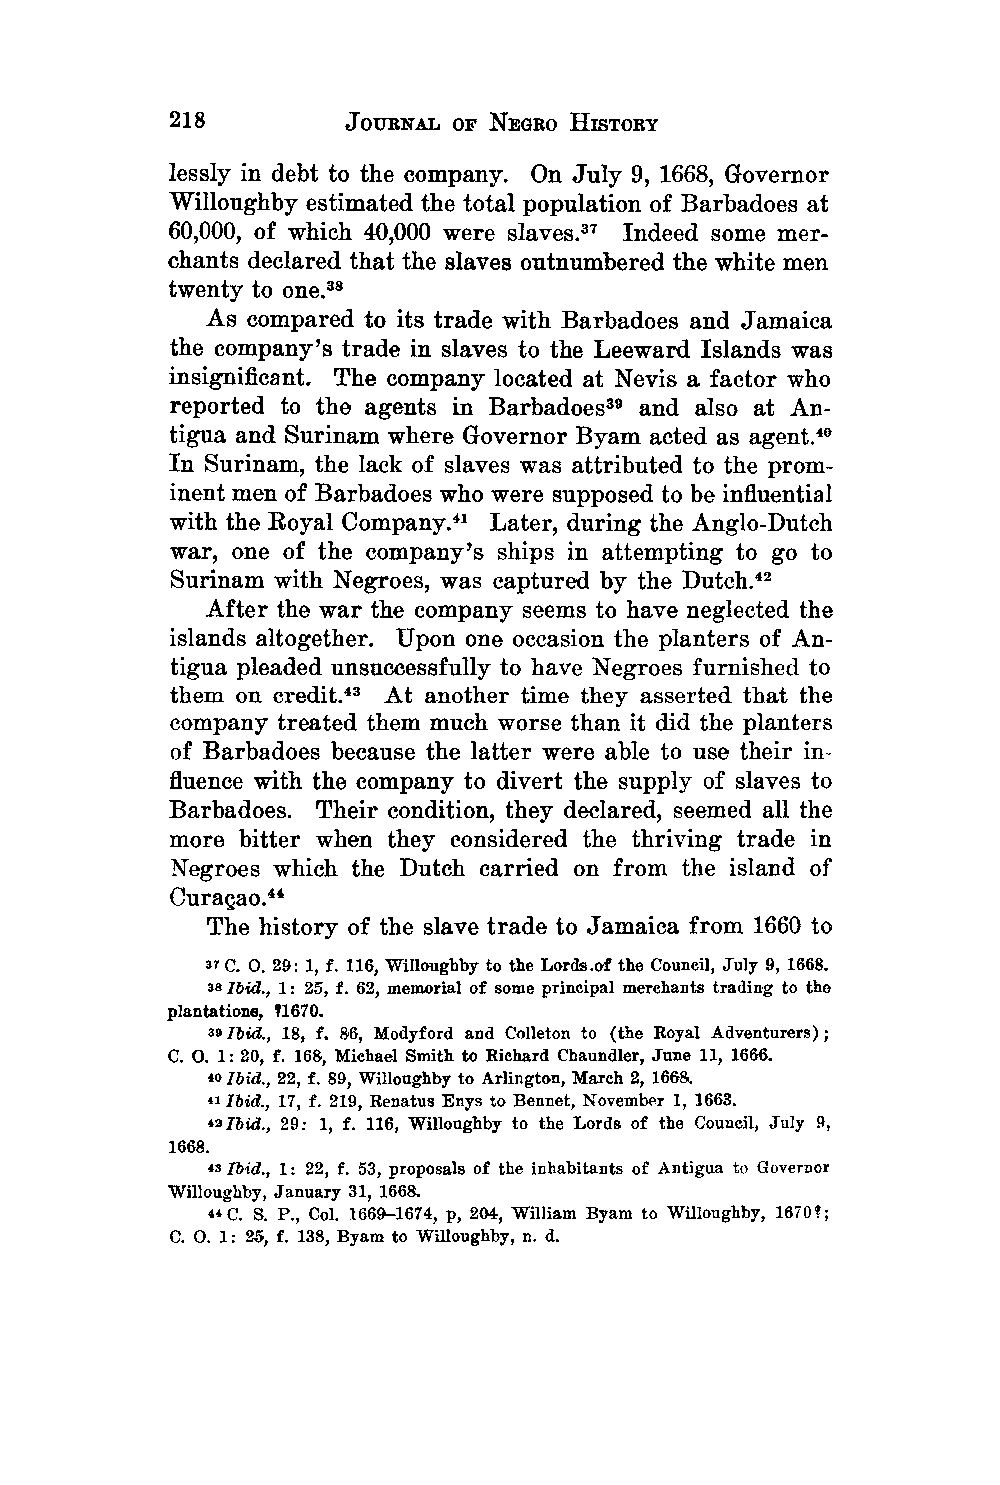 218 JOURNAL OF NEGRO HISTORY
lessly in debt to the company. On July 9, 1668, Governor
Willoughby estimated the total population of Barbadoes at
60,000, of which 40,000 were slaves.³⁷ Indeed some mer-
chants declared that the slaves outnumbered the white men
twenty to one.³⁸
As compared to its trade with Barbadoes and Jamaica
the company's trade in slaves to the Leeward Islands was
insignificant. The company located at Nevis a factor who
reported to the agents in Barbadoes³⁹ and also at An-
tigua and Surinam where Governor Byam acted as agent.⁴⁰
In Surinam, the lack of slaves was attributed to the prom-
inent men of Barbadoes who were supposed to be influential
with the Royal Company.⁴¹ Later, during the Anglo-Dutch
war, one of the company's ships in attempting to go to
Surinam with Negroes, was captured by the Dutch.⁴²
After the war the company seems to have neglected the
islands altogether. Upon one occasion the planters of An-
tigua pleaded unsuccessfully to have Negroes furnished to
them on credit.⁴³ At another time they asserted that the
company treated them much worse than it did the planters
of Barbadoes because the latter were able to use their in-
fluence with the company to divert the supply of slaves to
Barbadoes. Their condition, they declared, seemed all the
more bitter when they considered the thriving trade in
Negroes which the Dutch carried on from the island of
Curaçao.⁴⁴
The history of the slave trade to Jamaica from 1660 to
³⁷ C. O. 29: 1, f. 116, Willoughby to the Lords.of the Council, July 9, 1668.
³⁸ Ibid., 1: 25, f. 62, memorial of some principal merchants trading to the
plantations, ?1670.
³⁹ Ibid., 18, f. 86, Modyford and Colleton to (the Royal Adventurers);
C. O. 1: 20, f. 168, Michael Smith to Richard Chaundler, June 11, 1666.
⁴⁰ Ibid., 22, f. 89, Willoughby to Arlington, March 2, 1668.
⁴¹ Ibid., 17, f. 219, Renatus Enys to Bennet, November 1, 1663.
⁴² Ibid., 29: 1, f. 116, Willoughby to the Lords of the Council, July 9,
1668.
⁴³ Ibid., 1: 22, f. 53, proposals of the inhabitants of Antigua to Governor
Willoughby, January 31, 1668.
⁴⁴ C. S. P., Col. 1669–1674, p, 204, William Byam to Willoughby, 1670?;
C. O. 1: 25, f. 138, Byam to Willoughby, n. d.